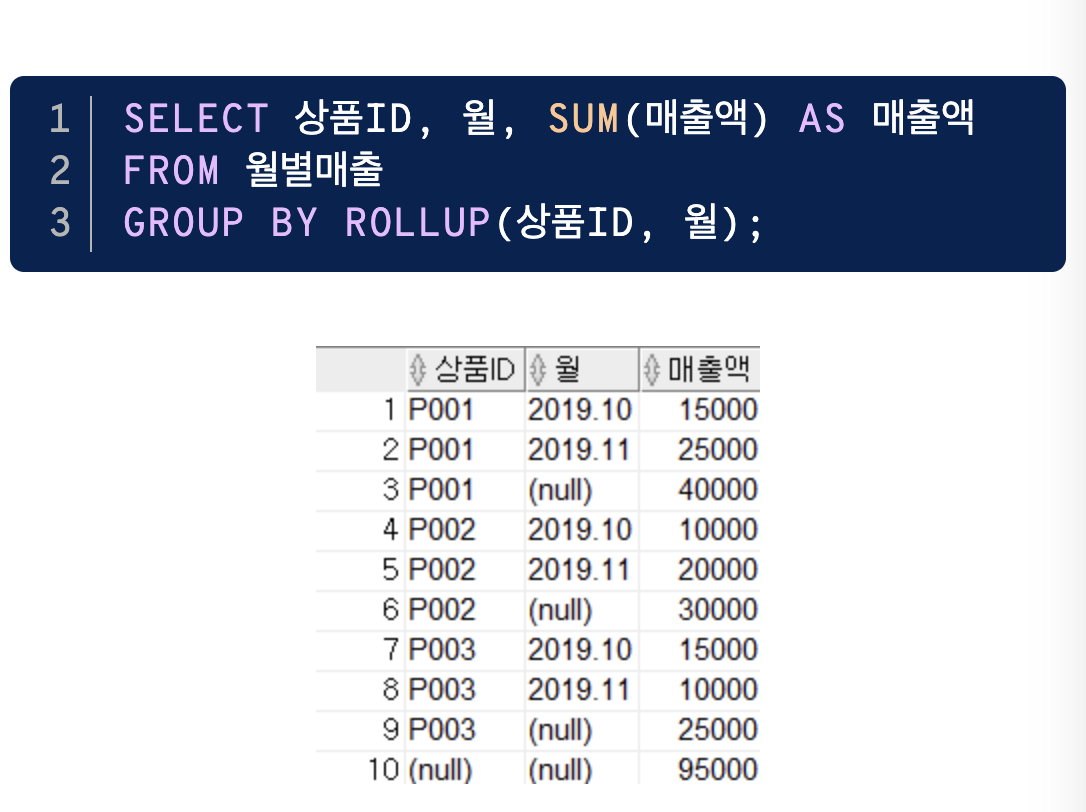 1 SELECT 상품ID, 월, SUM(매출액) AS 매출액
2 FROM 월별매출
3 GROUP BY ROLLUP(상품ID, 월);
상품ID 월 매출액
1 P001 2019.10 15000
2 P001 2019.11 25000
3 P001 (null) 40000
4 P002 2019.10 10000
5 P002 2019.11 20000
6 P002 (null) 30000
7 P003 2019.10 15000
8 P003 2019.11 10000
9 P003 (null) 25000
10 (null) (null) 95000